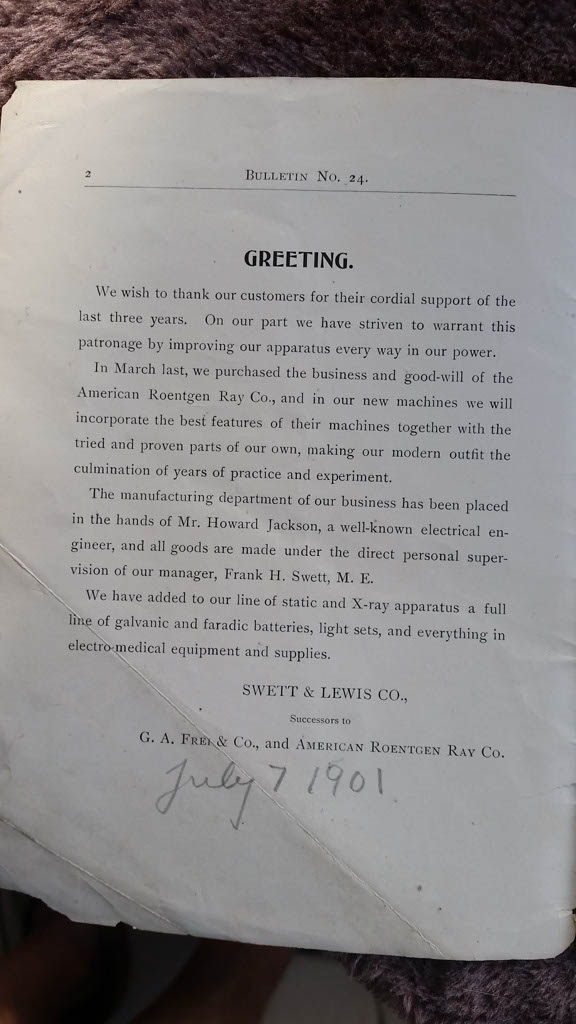 2 BULLETIN NO. 24.
GREETING.
We wish to thank our customers for their cordial support of the
last three years. On our part we have striven to warrant this
patronage by improving our apparatus every way in our power.
In March last, we purchased the business and good-will of the
American Roentgen Ray Co., and in our new machines we will
incorporate the best features of their machines together with the
tried and proven parts of our own, making our modern outfit the
culmination of years of practice and experiment.
The manufacturing department of our business has been placed
in the hands of Mr. Howard Jackson, a well-known electrical en-
gineer, and all goods are made under the direct personal super-
vision of our manager, Frank H. Swett, M. E.
We have added to our line of static and X-ray apparatus a full
line of galvanic and faradic batteries, light sets, and everything in
electro-medical equipment and supplies.
SWETT & LEWIS CO.,
Successors to
G. A. FREI & CO., and AMERICAN ROENTGEN RAY CO.
July 7 1901